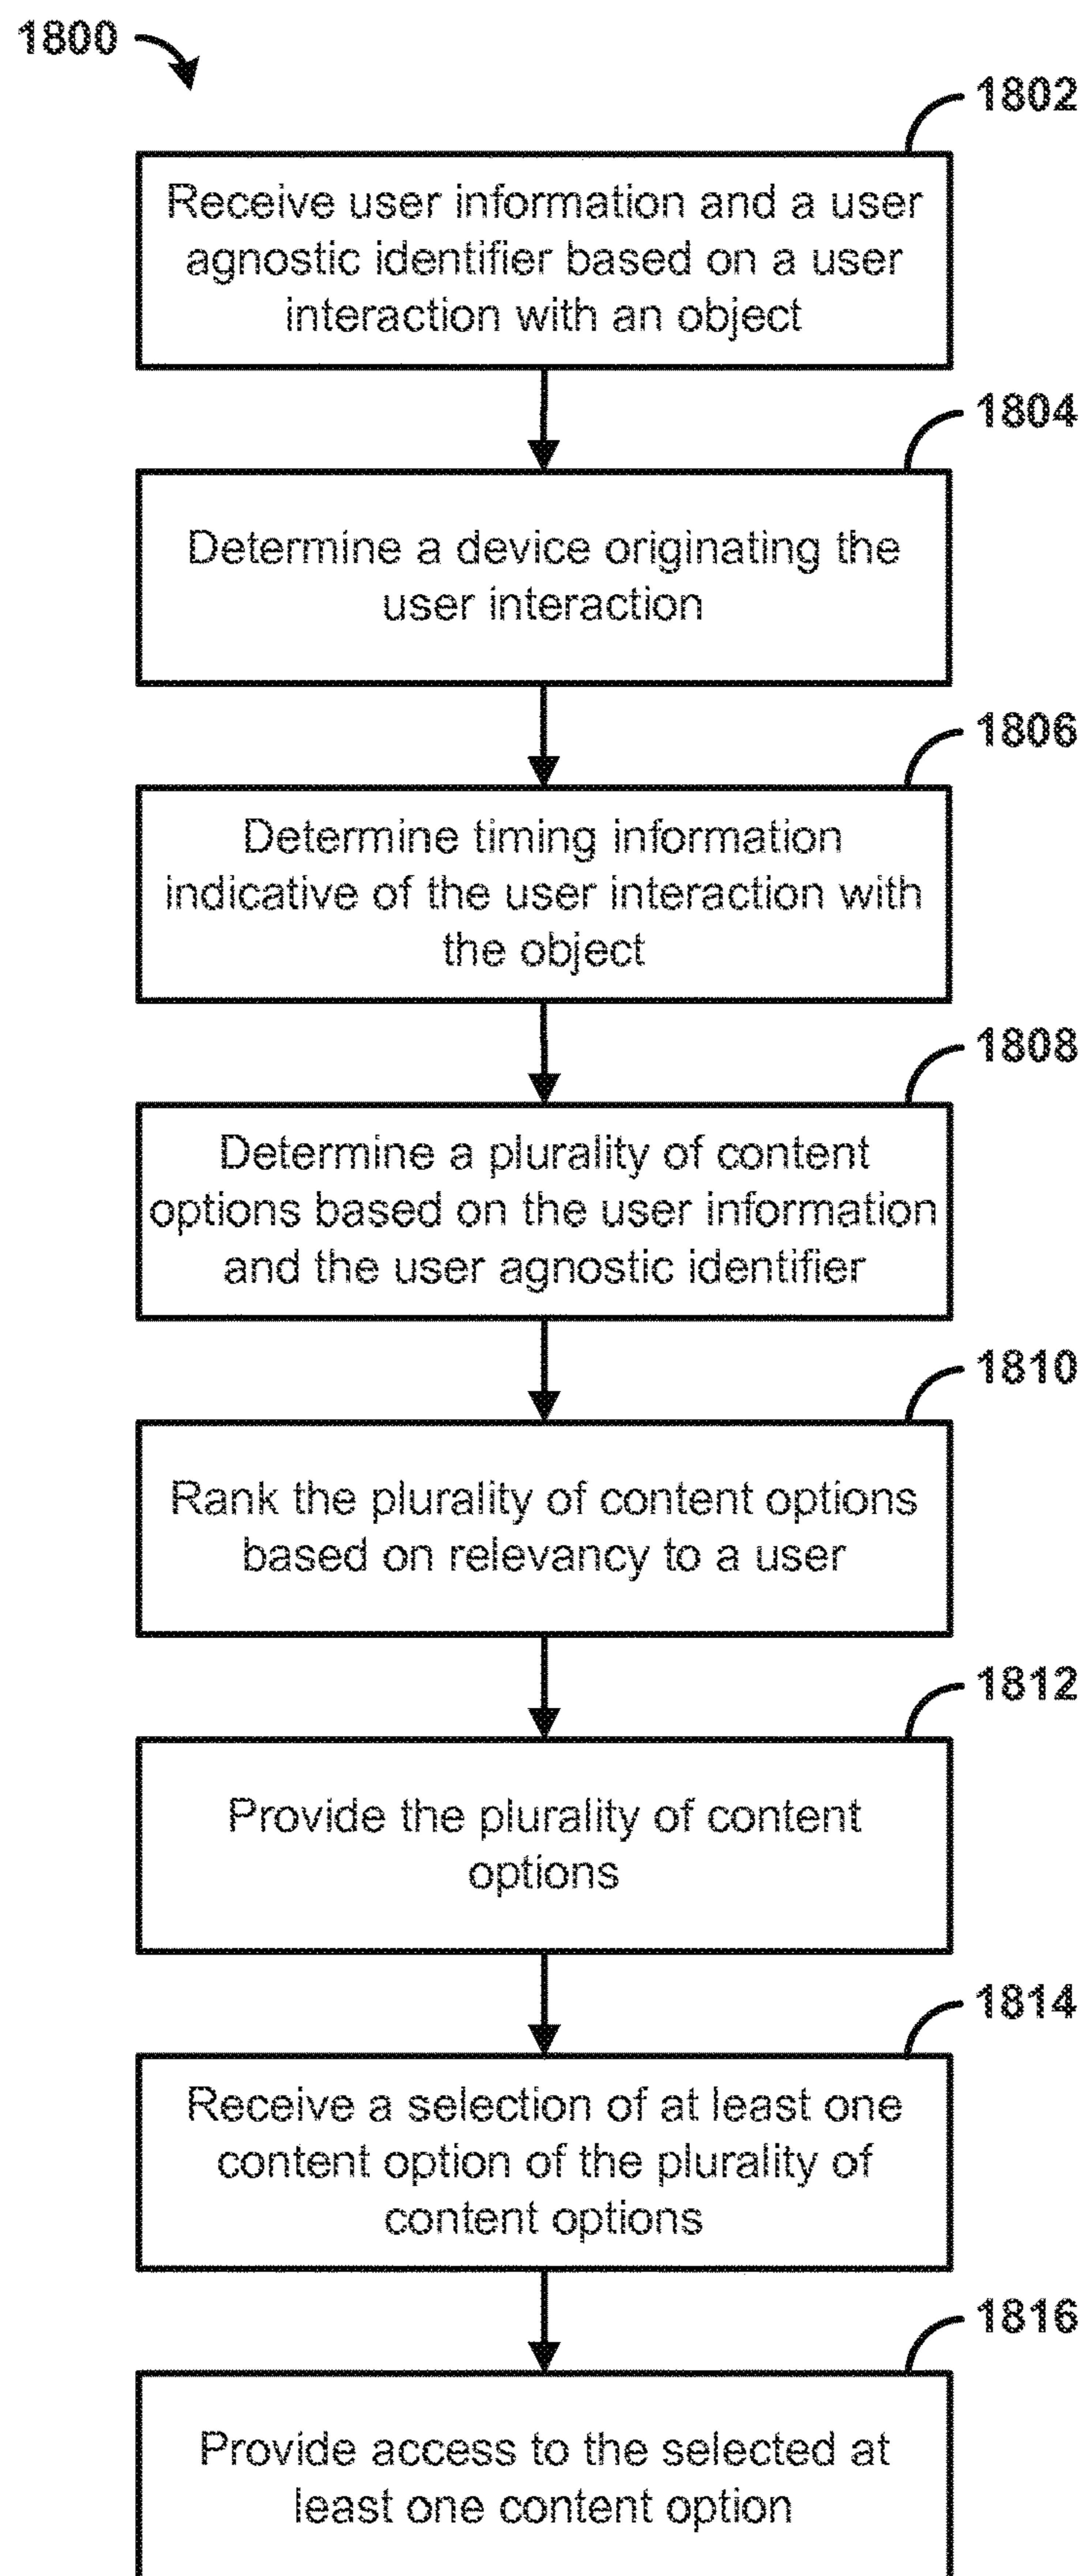 1800
1802
Receive user information and a user
agnostic identifier based on a user
interaction with an object
1804
Determine a device originating the
user interaction
1806
Determine timing information
indicative of the user interaction with
the object
1808
Determine a plurality of content
options based on the user information
and the user agnostic identifier
1810
Rank the plurality of content options
based on relevancy to a user
1812
Provide the plurality of content
options
1814
Receive a selection of at least one
content option of the plurality of
content options
1816
Provide access to the selected at
least one content option